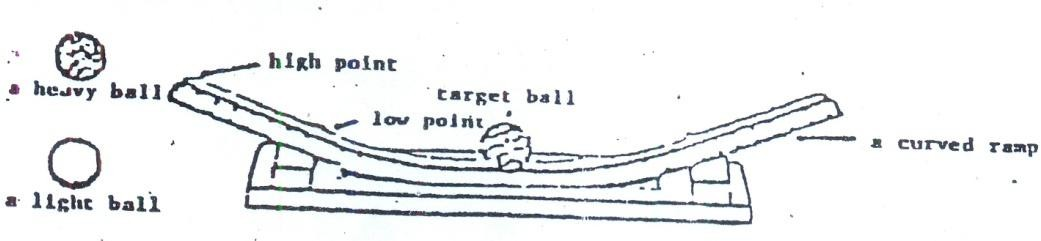 high point
a heavy ball
target ball
low point
a curved ramp
a light ball